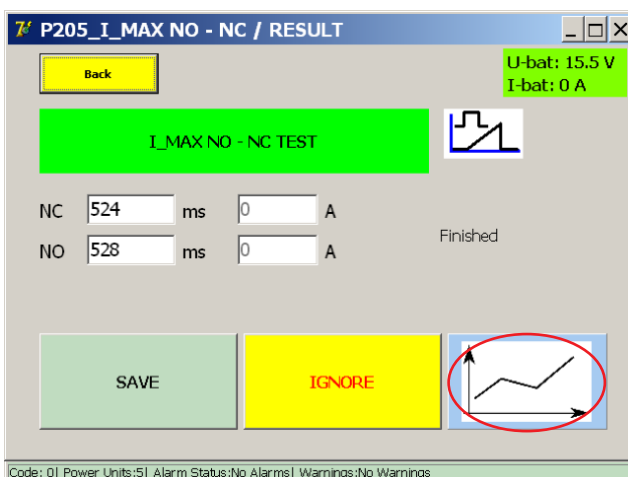 P205_I_MAX NO - NC / RESULT
Back
U-bat: 15.5 V
I-bat: 0 A
I_MAX NO - NC TEST
NC 524 ms 0 A
NO 528 ms 0 A
Finished
SAVE
IGNORE
Code: 0| Power Units:5| Alarm Status:No Alarms| Warnings:No Warnings